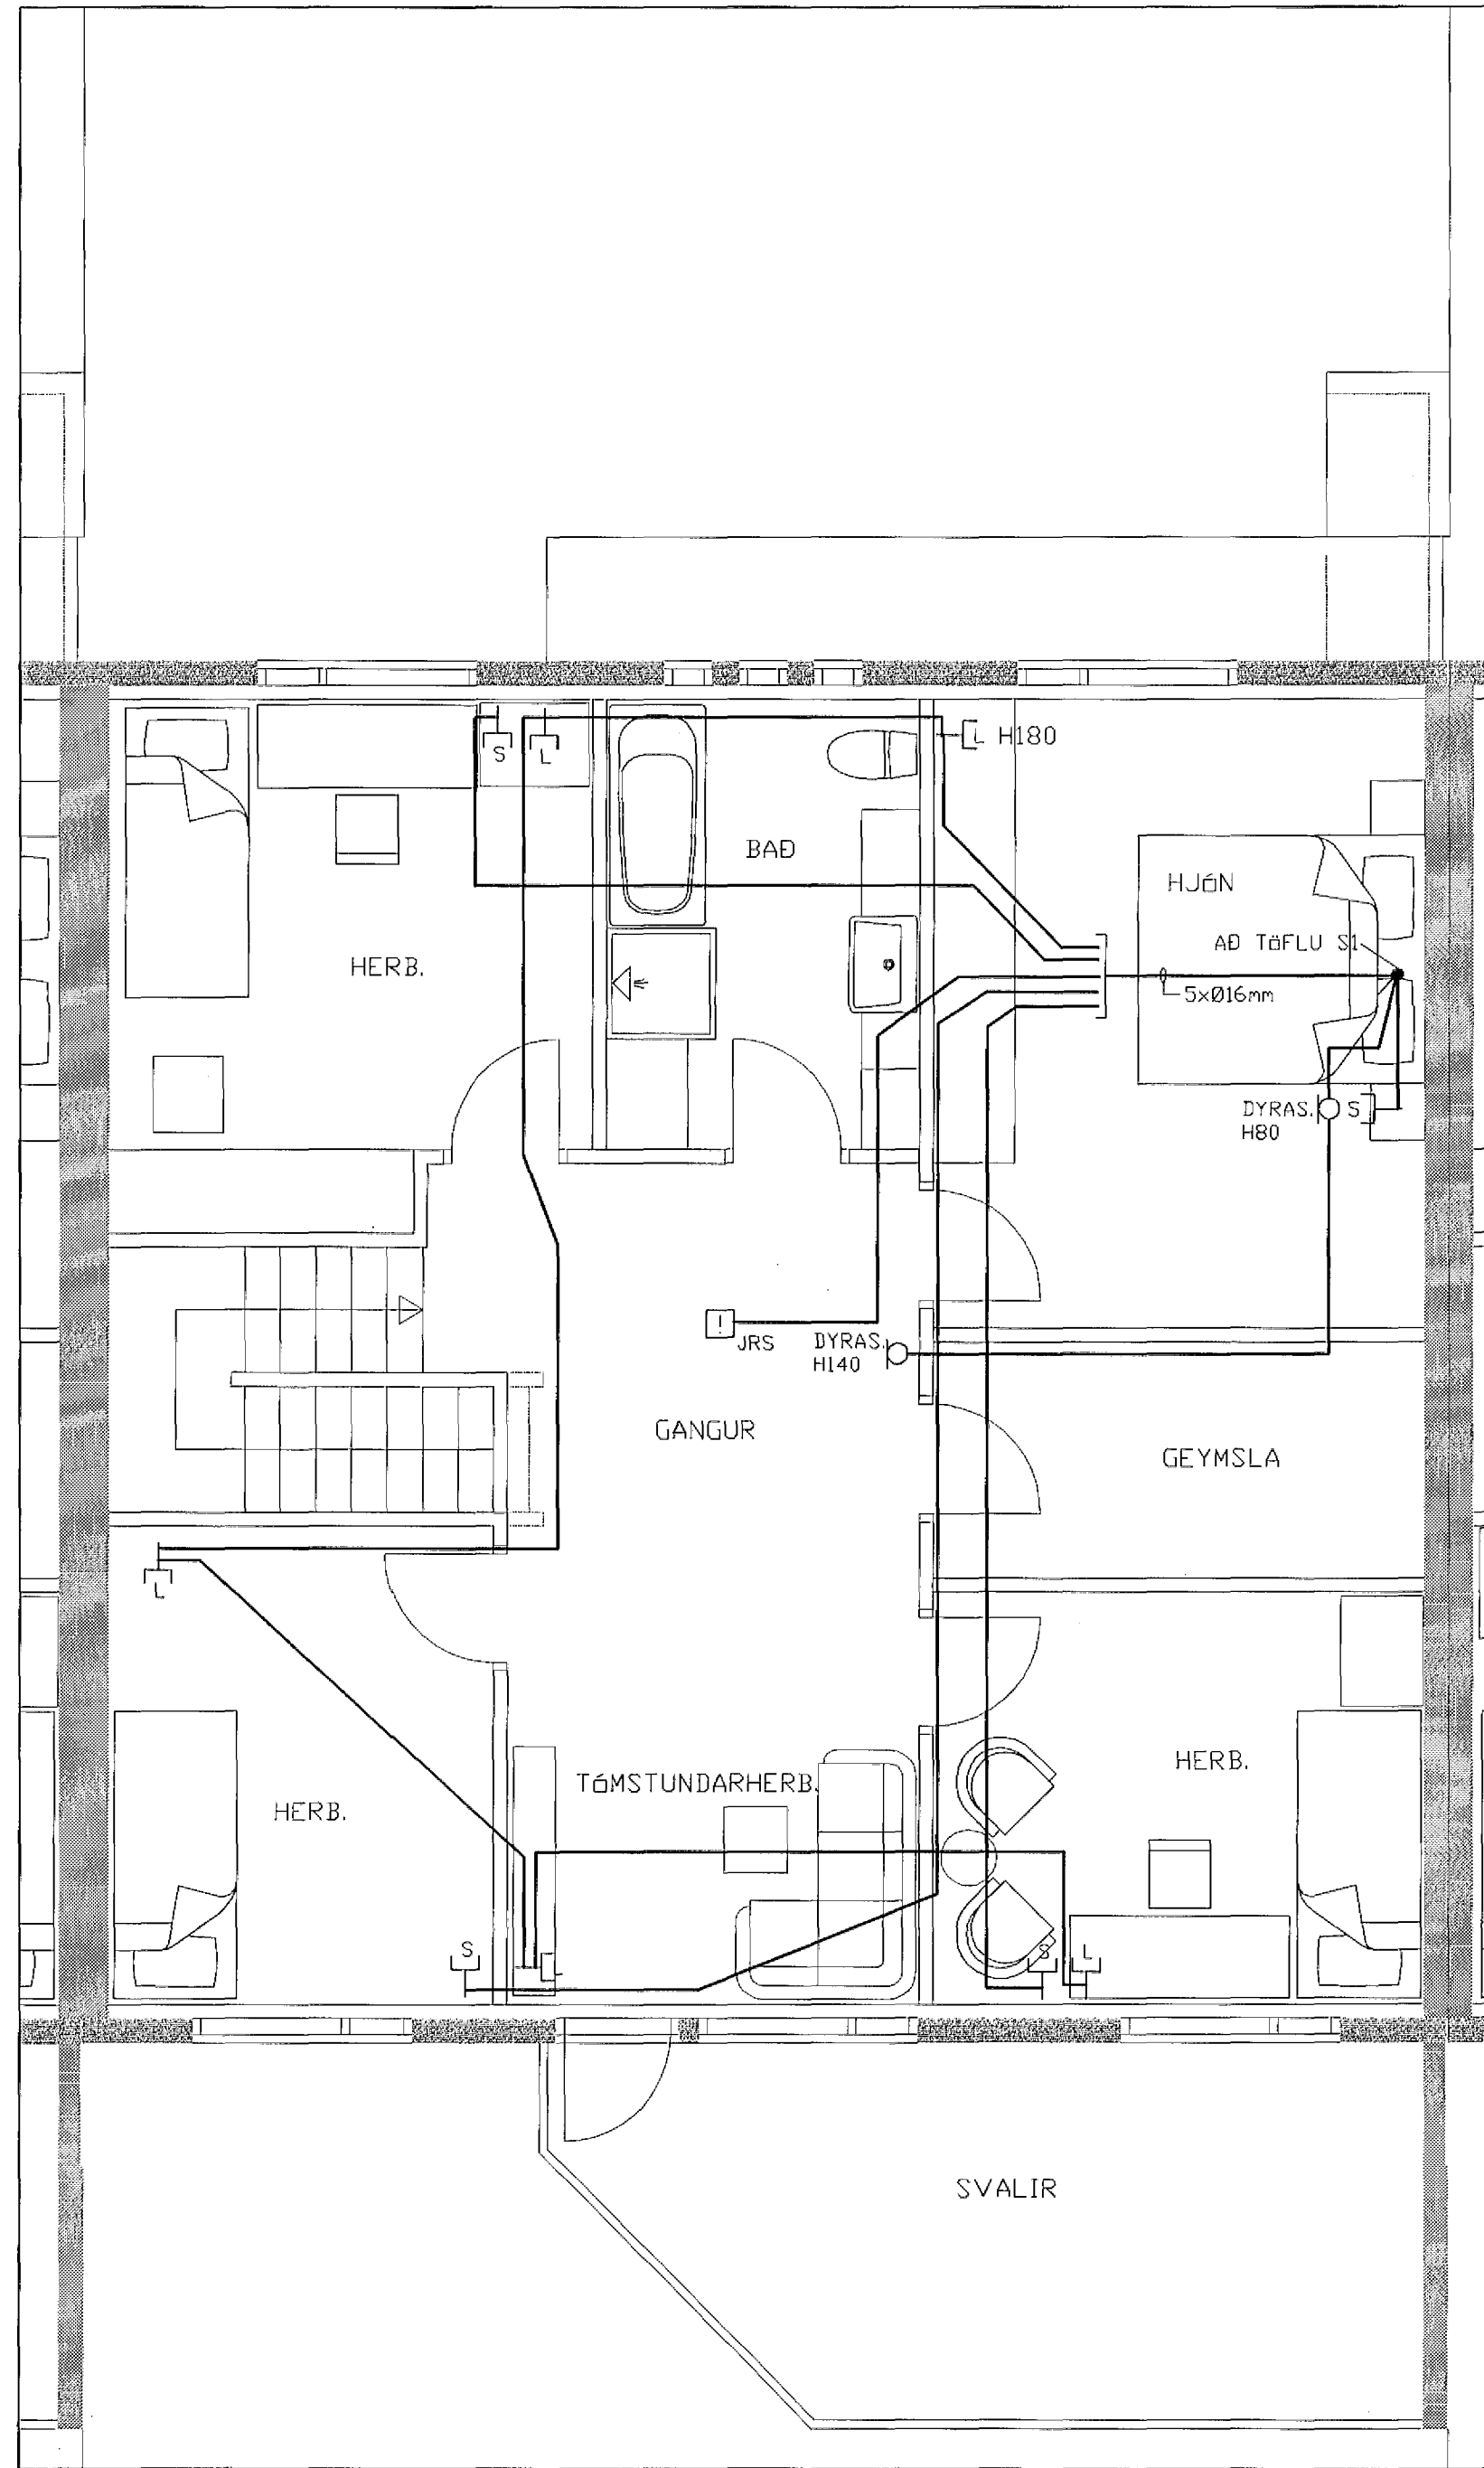 S
L
L H180
BAÐ
HJóN
HERB.
AÐ TöFLU S1
5xØ16mm
DYRAS.
H80
S
JRS
DYRAS.
H140
GANGUR
GEYMSLA
L
TóMSTUNDARHERB.
HERB.
HERB.
S
L
S
L
SVALIR